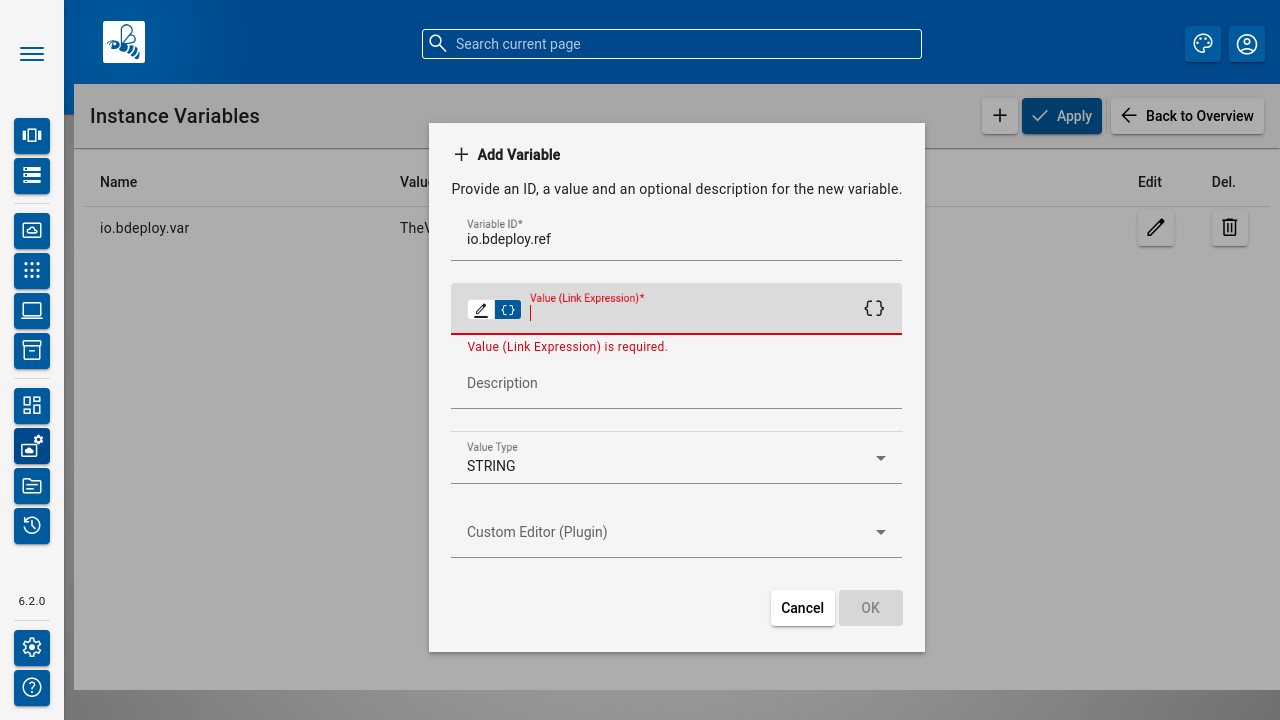 Search current page
Instance Variables
Apply
Back to Overview
Name
Edit
Del.
io.bdeploy.var
Add Variable
Provide an ID, a value and an optional description for the new variable.
Variable ID*
io.bdeploy.ref
Value (Link Expression)*
Value (Link Expression) is required.
Description
Value Type
STRING
Custom Editor (Plugin)
Cancel
OK
6.2.0